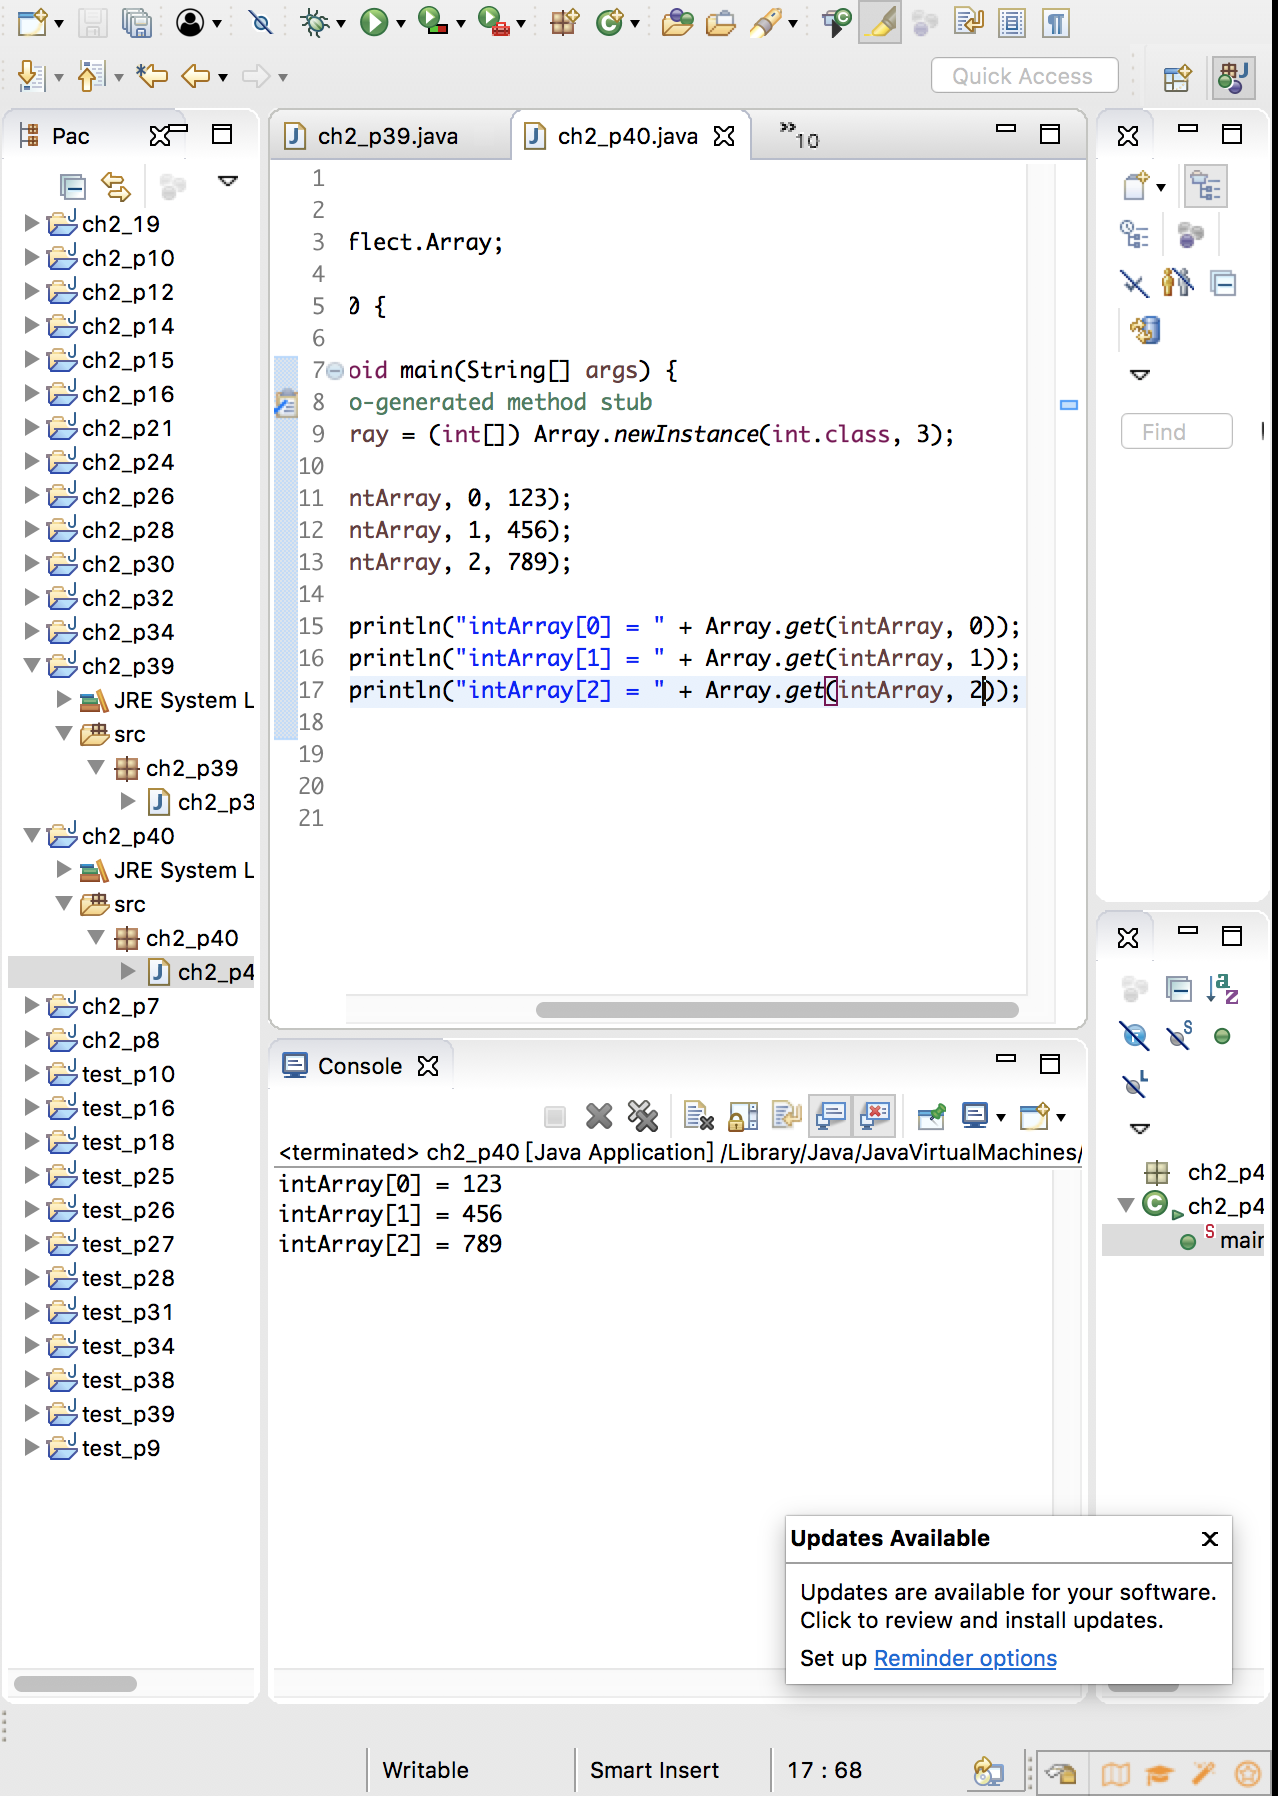 Quick Access
Pac
ch2_19
ch2_p10
ch2_p12
ch2_p14
ch2_p15
ch2_p16
ch2_p21
ch2_p24
ch2_p26
ch2_p28
ch2_p30
ch2_p32
ch2_p34
ch2_p39
JRE System L
src
ch2_p39
ch2_p3
ch2_p40
JRE System L
src
ch2_p40
ch2_p4
ch2_p7
ch2_p8
test_p10
test_p16
test_p18
test_p25
test_p26
test_p27
test_p28
test_p31
test_p34
test_p38
test_p39
test_p9
ch2_p39.java
ch2_p40.java
»10
1
2
3 flect.Array;
4
5 0 {
6
7 oid main(String[] args) {
8 o-generated method stub
9 ray = (int[]) Array.newInstance(int.class, 3);
10
11 ntArray, 0, 123);
12 ntArray, 1, 456);
13 ntArray, 2, 789);
14
15 println("intArray[0] = " + Array.get(intArray, 0));
16 println("intArray[1] = " + Array.get(intArray, 1));
17 println("intArray[2] = " + Array.get(intArray, 2));
18
19
20
21
Console
<terminated> ch2_p40 [Java Application] /Library/Java/JavaVirtualMachines/
intArray[0] = 123
intArray[1] = 456
intArray[2] = 789
Find
ch2_p4
ch2_p4
main
Updates Available
Updates are available for your software.
Click to review and install updates.
Set up Reminder options
Writable
Smart Insert
17 : 68